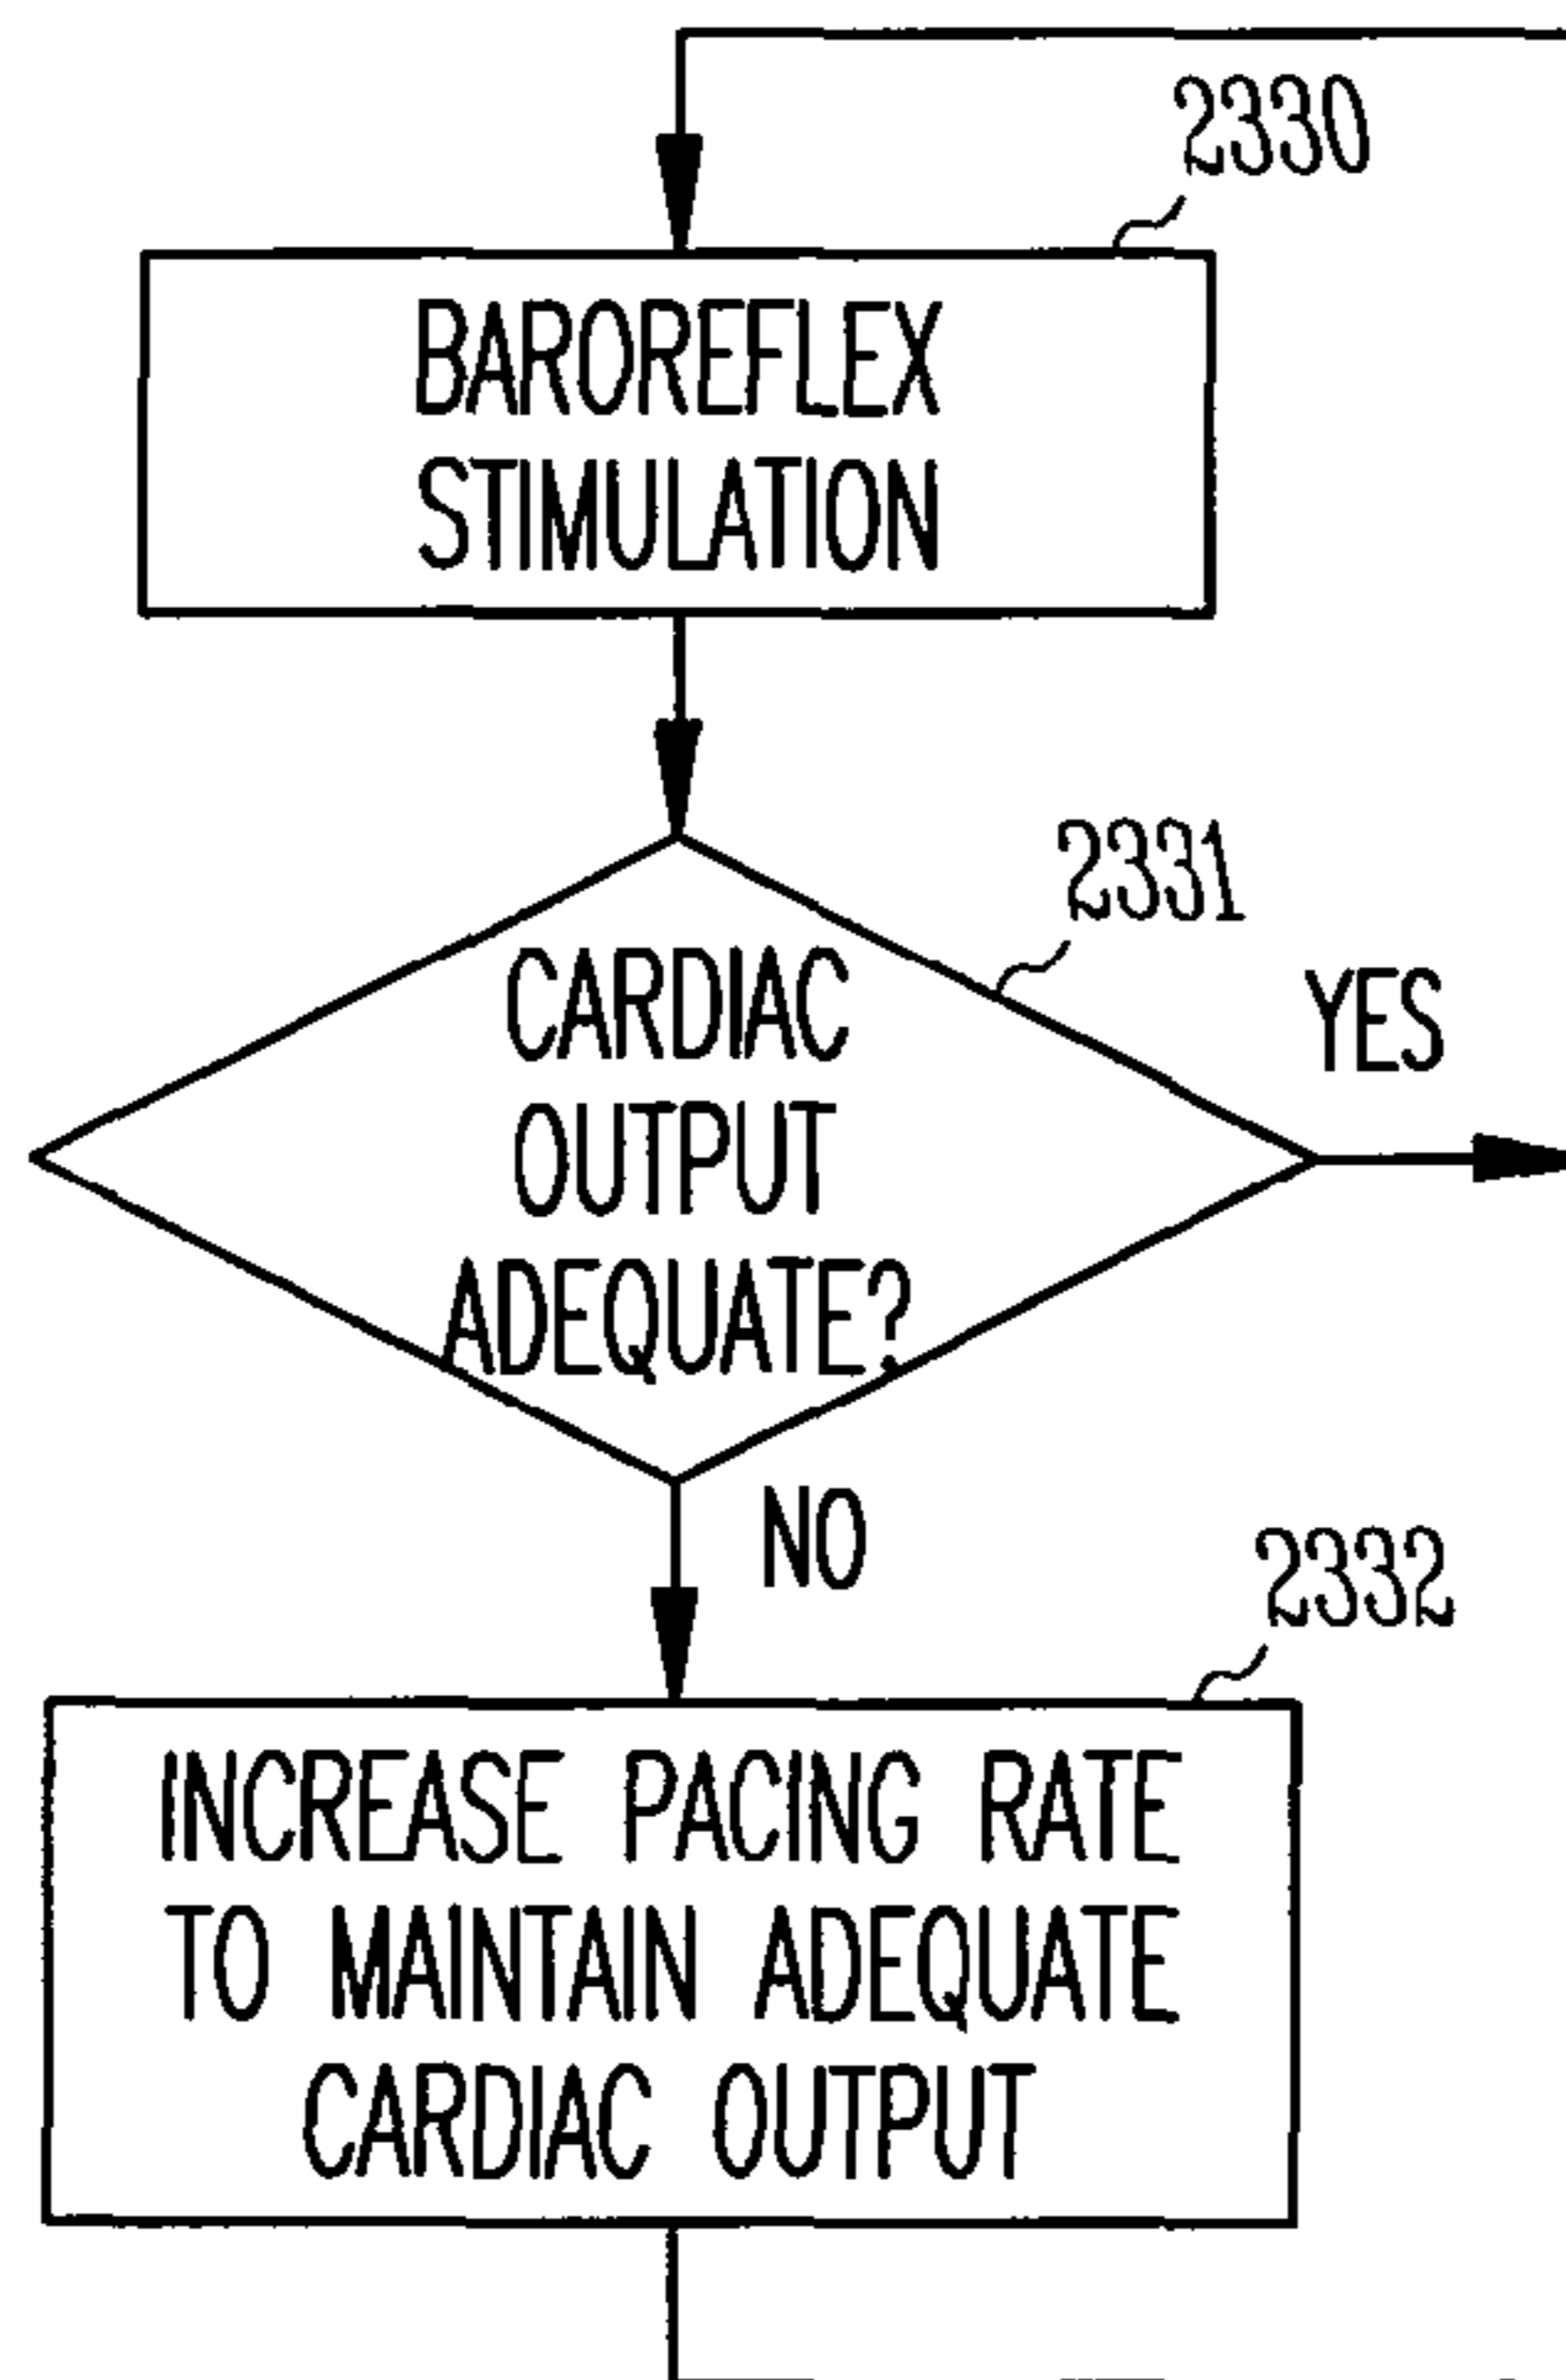 2330
BAROREFLEX
STIMULATION
2331
CARDIAC
OUTPUT
ADEQUATE?
YES
NO
2332
INCREASE PACING RATE
TO MAINTAIN ADEQUATE
CARDIAC OUTPUT